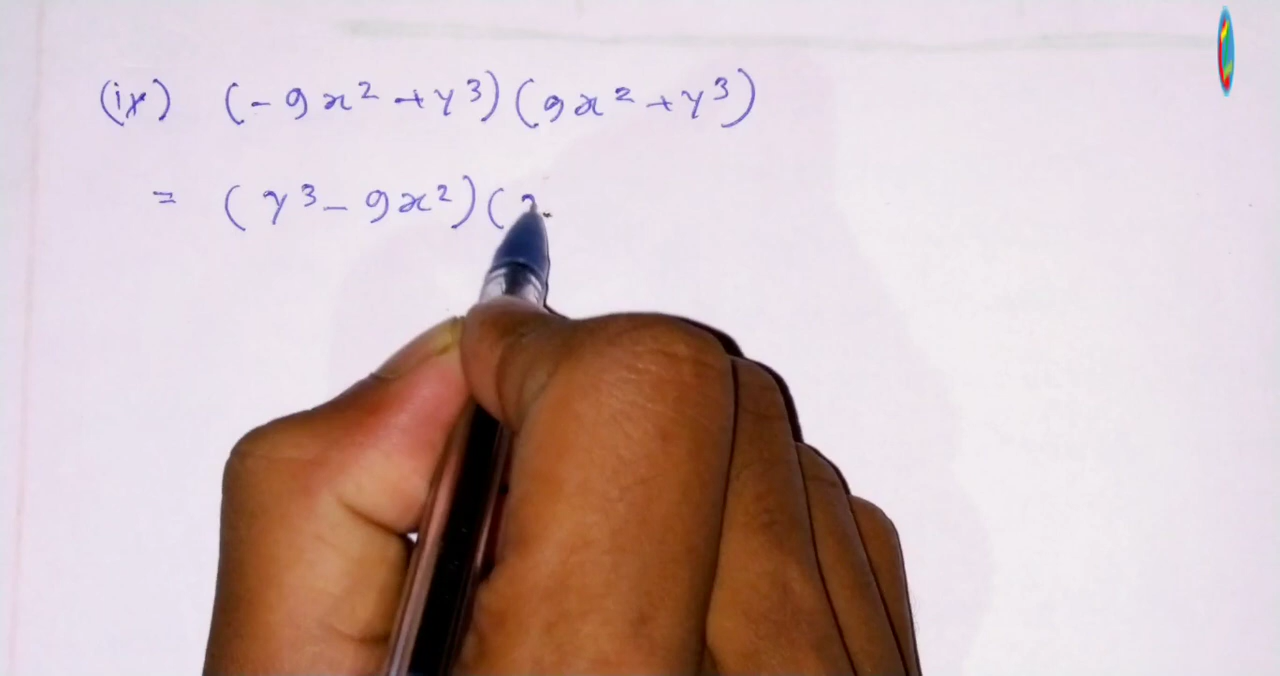 (ix) (-9x² +y³)(9x² +y³)
= (y³ - 9x²)(